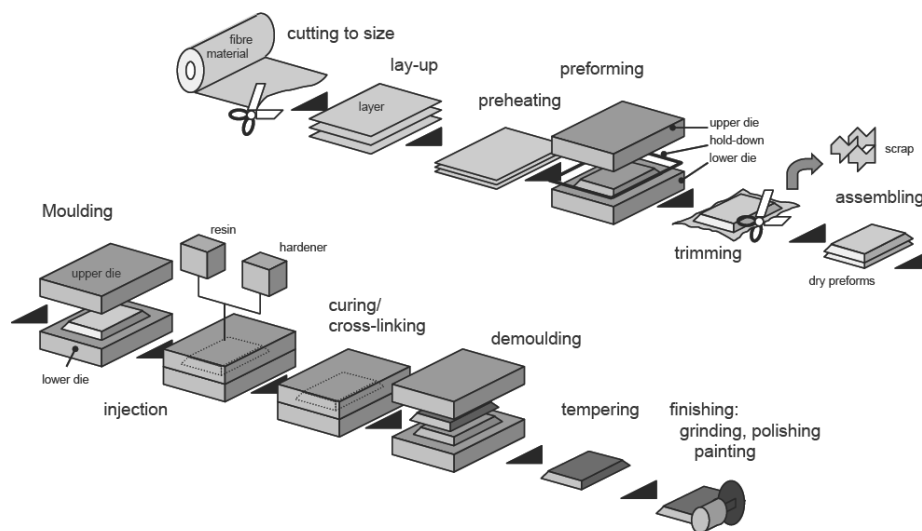 fibre
material
cutting to size
lay-up
layer
preheating
preforming
upper die
hold-down
lower die
scrap
trimming
assembling
dry preforms
Moulding
upper die
lower die
resin
hardener
injection
curing/
cross-linking
demoulding
tempering
finishing:
grinding, polishing
painting